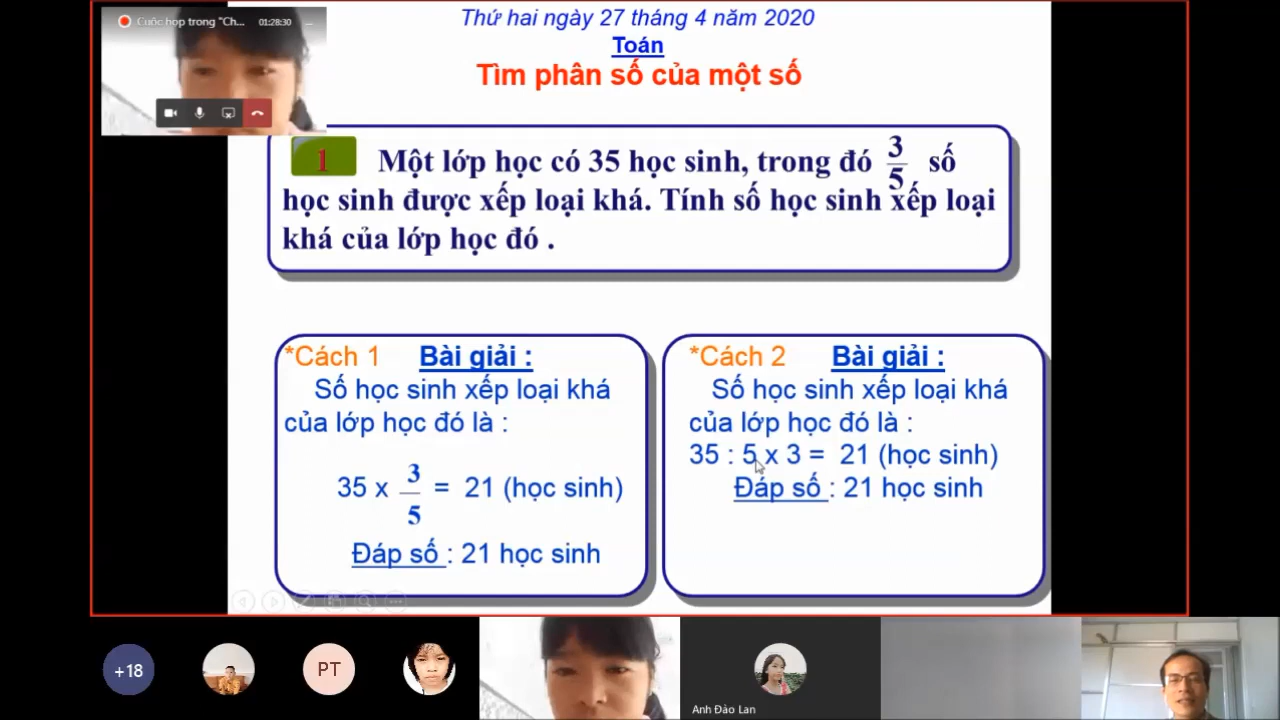 Cuộc họp trong "Ch... 01:28:30
Thứ hai ngày 27 tháng 4 năm 2020
Toán
Tìm phân số của một số
1 Một lớp học có 35 học sinh, trong đó 3/5 số
học sinh được xếp loại khá. Tính số học sinh xếp loại
khá của lớp học đó .
*Cách 1 Bài giải :
Số học sinh xếp loại khá
của lớp học đó là :
35 x 3/5 = 21 (học sinh)
Đáp số : 21 học sinh
*Cách 2 Bài giải :
Số học sinh xếp loại khá
của lớp học đó là :
35 : 5 x 3 = 21 (học sinh)
Đáp số : 21 học sinh
+18
PT
Anh Đào Lan